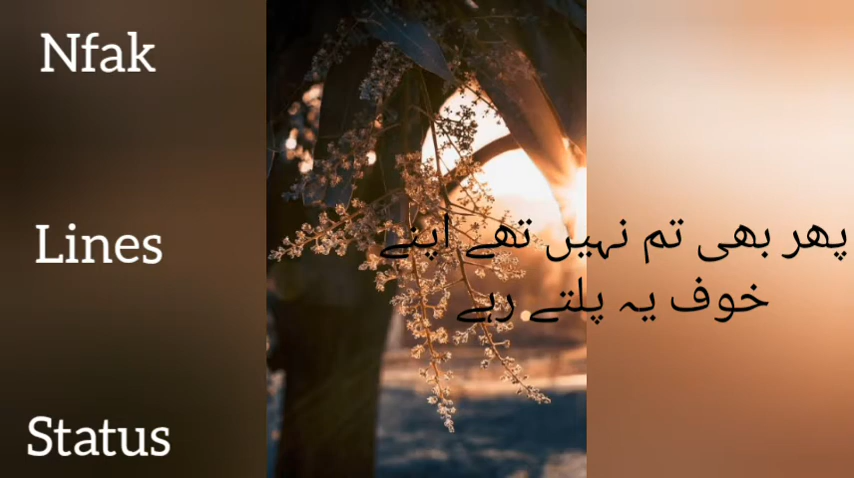 Nfak
Lines
Status
پھر بھی تم نہیں تھے اپنے
خوف یہ پلتے رہے